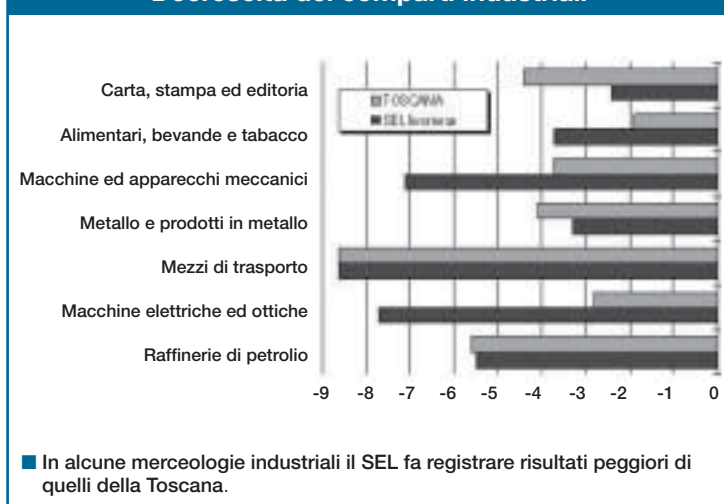 Decrescita dei comparti industriali
Carta, stampa ed editoria
TOSCANA
Alimentari, bevande e tabacco
SEL
Macchine ed apparecchi meccanici
Metallo e prodotti in metallo
Mezzi di trasporto
Macchine elettriche ed ottiche
Raffinerie di petrolio
-9 -8 -7 -6 -5 -4 -3 -2 -1 0
■ In alcune merceologie industriali il SEL fa registrare risultati peggiori di
quelli della Toscana.